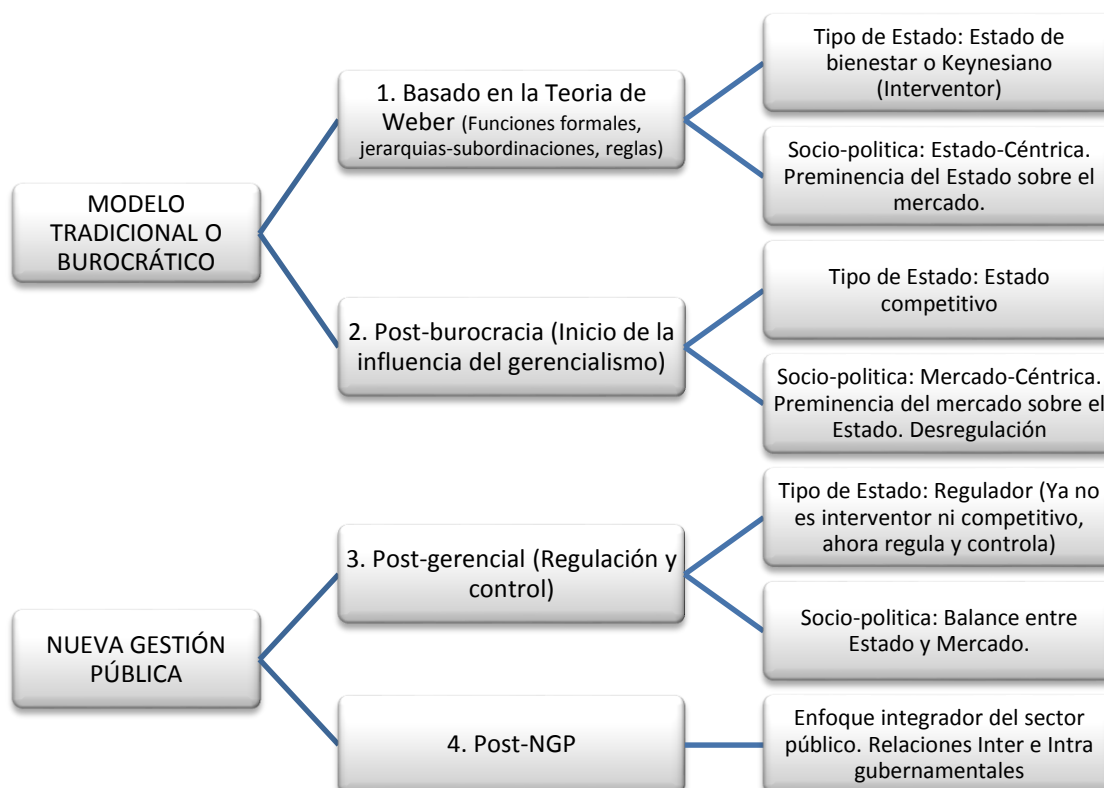 MODELO
TRADICIONAL O
BUROCRÁTICO
1. Basado en la Teoria de
Weber (Funciones formales,
jerarquias-subordinaciones, reglas)
Tipo de Estado: Estado de
bienestar o Keynesiano
(Interventor)
Socio-politica: Estado-Céntrica.
Preminencia del Estado sobre el
mercado.
2. Post-burocracia (Inicio de la
influencia del gerencialismo)
Tipo de Estado: Estado
competitivo
Socio-politica: Mercado-Céntrica.
Preminencia del mercado sobre el
Estado. Desregulación
NUEVA GESTIÓN
PÚBLICA
3. Post-gerencial (Regulación y
control)
Tipo de Estado: Regulador (Ya no
es interventor ni competitivo,
ahora regula y controla)
Socio-politica: Balance entre
Estado y Mercado.
4. Post-NGP
Enfoque integrador del sector
público. Relaciones Inter e Intra
gubernamentales